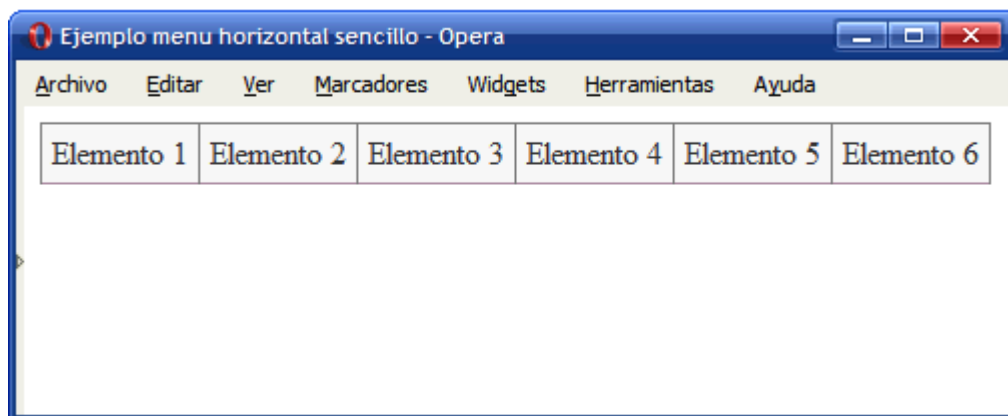 Ejemplo menu horizontal sencillo - Opera
Archivo Editar Ver Marcadores Widgets Herramientas Ayuda
Elemento 1 Elemento 2 Elemento 3 Elemento 4 Elemento 5 Elemento 6